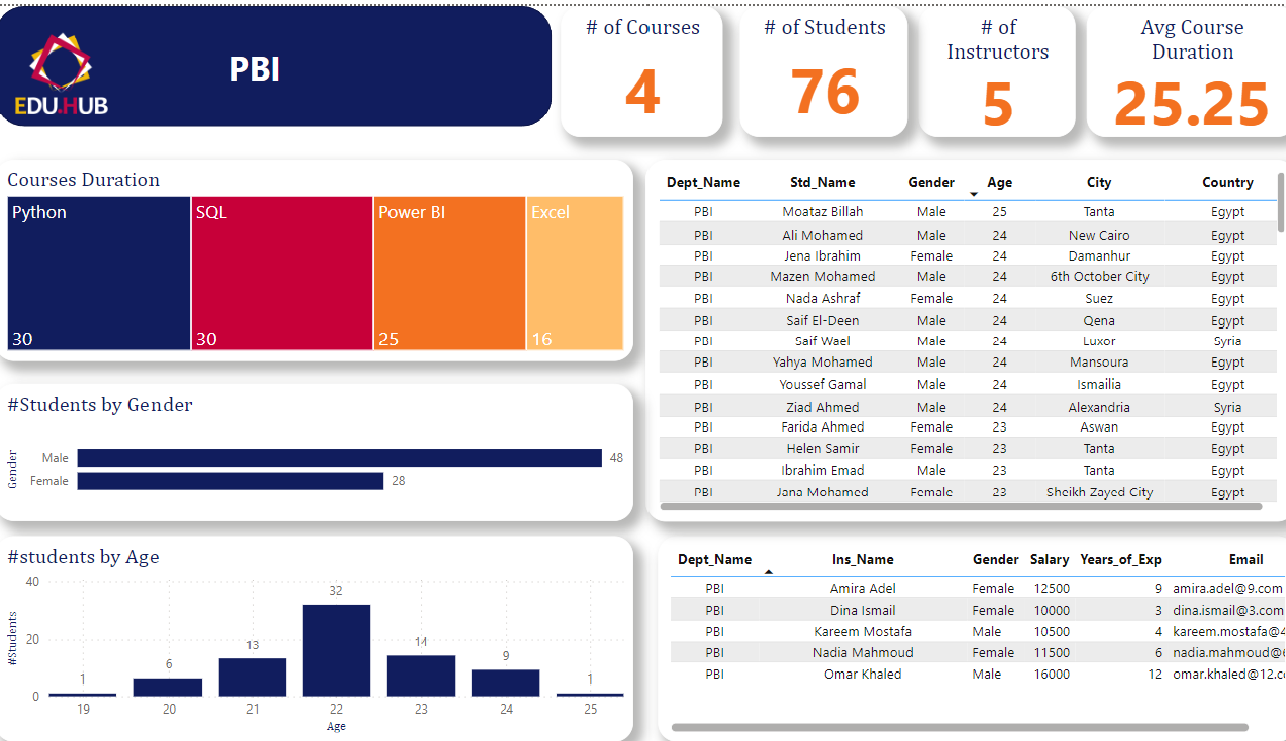 EDU.HUB
PBI
# of Courses
4
# of Students
76
# of
Instructors
5
Avg Course
Duration
25.25
Courses Duration
Python
SQL
Power BI
Excel
30
30
25
16
#Students by Gender
Gender
Male
48
Female
28
#students by Age
#Students
40
20
0
1
6
13
32
14
9
1
19
20
21
22
23
24
25
Age
Dept_Name Std_Name Gender Age City Country
PBI Moataz Billah Male 25 Tanta Egypt
PBI Ali Mohamed Male 24 New Cairo Egypt
PBI Jena Ibrahim Female 24 Damanhur Egypt
PBI Mazen Mohamed Male 24 6th October City Egypt
PBI Nada Ashraf Female 24 Suez Egypt
PBI Saif El-Deen Male 24 Qena Egypt
PBI Saif Wael Male 24 Luxor Syria
PBI Yahya Mohamed Male 24 Mansoura Egypt
PBI Youssef Gamal Male 24 Ismailia Egypt
PBI Ziad Ahmed Male 24 Alexandria Syria
PBI Farida Ahmed Female 23 Aswan Egypt
PBI Helen Samir Female 23 Tanta Egypt
PBI Ibrahim Emad Male 23 Tanta Egypt
PBI Jana Mohamed Female 23 Sheikh Zayed City Egypt
Dept_Name Ins_Name Gender Salary Years_of_Exp Email
PBI Amira Adel Female 12500 9 amira.adel@9.com
PBI Dina Ismail Female 10000 3 dina.ismail@3.com
PBI Kareem Mostafa Male 10500 4 kareem.mostafa@4
PBI Nadia Mahmoud Female 11500 6 nadia.mahmoud@6
PBI Omar Khaled Male 16000 12 omar.khaled@12.c